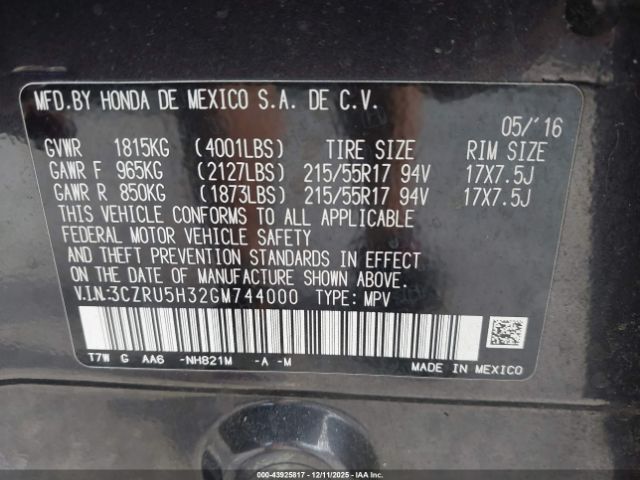 MFD.BY HONDA DE MEXICO S.A. DE C.V.
05/'16
GVWR 1815KG (4001LBS) TIRE SIZE RIM SIZE
GAWR F 965KG (2127LBS) 215/55R17 94V 17X7.5J
GAWR R 850KG (1873LBS) 215/55R17 94V 17X7.5J
THIS VEHICLE CONFORMS TO ALL APPLICABLE
FEDERAL MOTOR VEHICLE SAFETY
AND THEFT PREVENTION STANDARDS IN EFFECT
ON THE DATE OF MANUFACTURE SHOWN ABOVE.
V.I.N:3CZRU5H32GM744000 TYPE: MPV
T7W G AA6 -NH821M -A -M MADE IN MEXICO
000-43925817 - 12/11/2025 - IAAI.COM